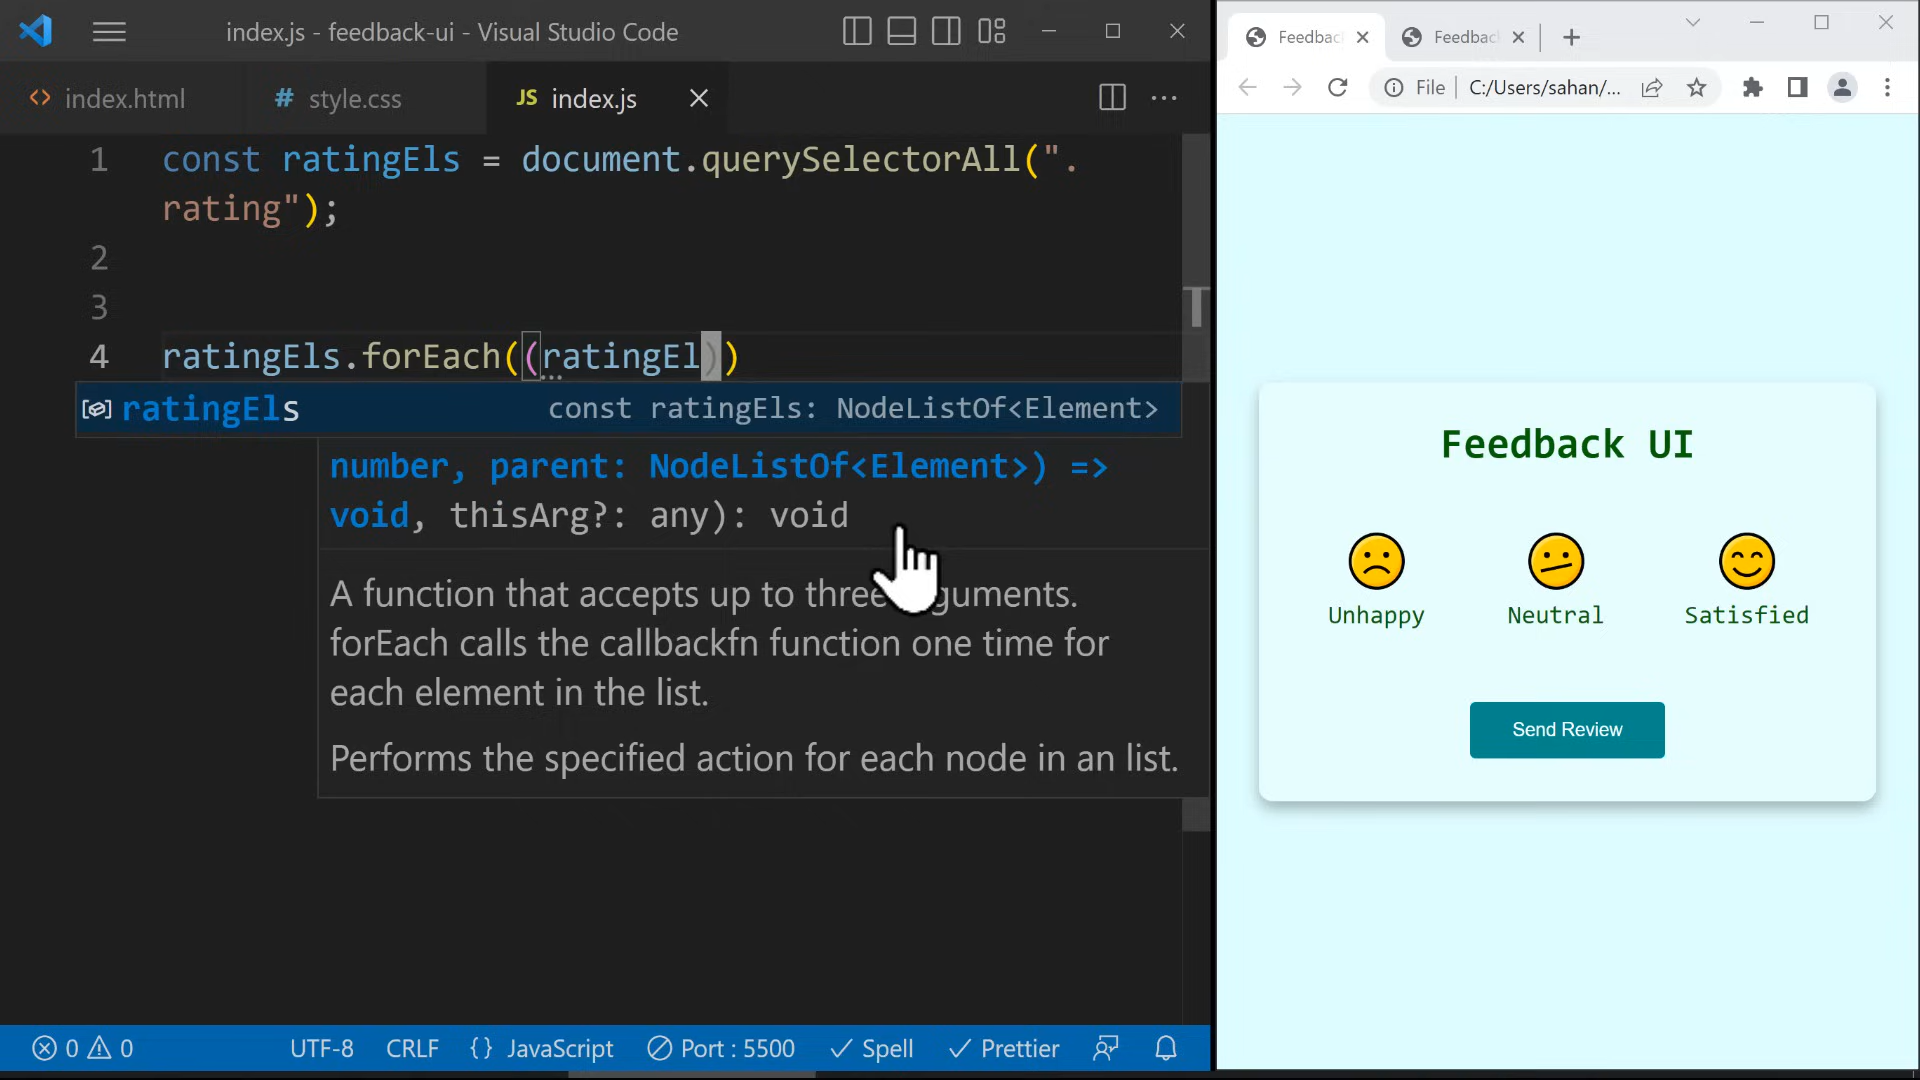 index.js - feedback-ui - Visual Studio Code
index.html
# style.css
JS index.js
1 const ratingEls = document.querySelectorAll(".
rating");
2
3
4 ratingEls.forEach((ratingEl))
ratingEls const ratingEls: NodeListOf<Element>
number, parent: NodeListOf<Element>) =>
void, thisArg?: any): void
A function that accepts up to three arguments.
forEach calls the callbackfn function one time for
each element in the list.
Performs the specified action for each node in an list.
0 0 UTF-8 CRLF {} JavaScript Port : 5500 Spell Prettier
Feedbac
Feedbac
File C:/Users/sahan/...
Feedback UI
Unhappy
Neutral
Satisfied
Send Review